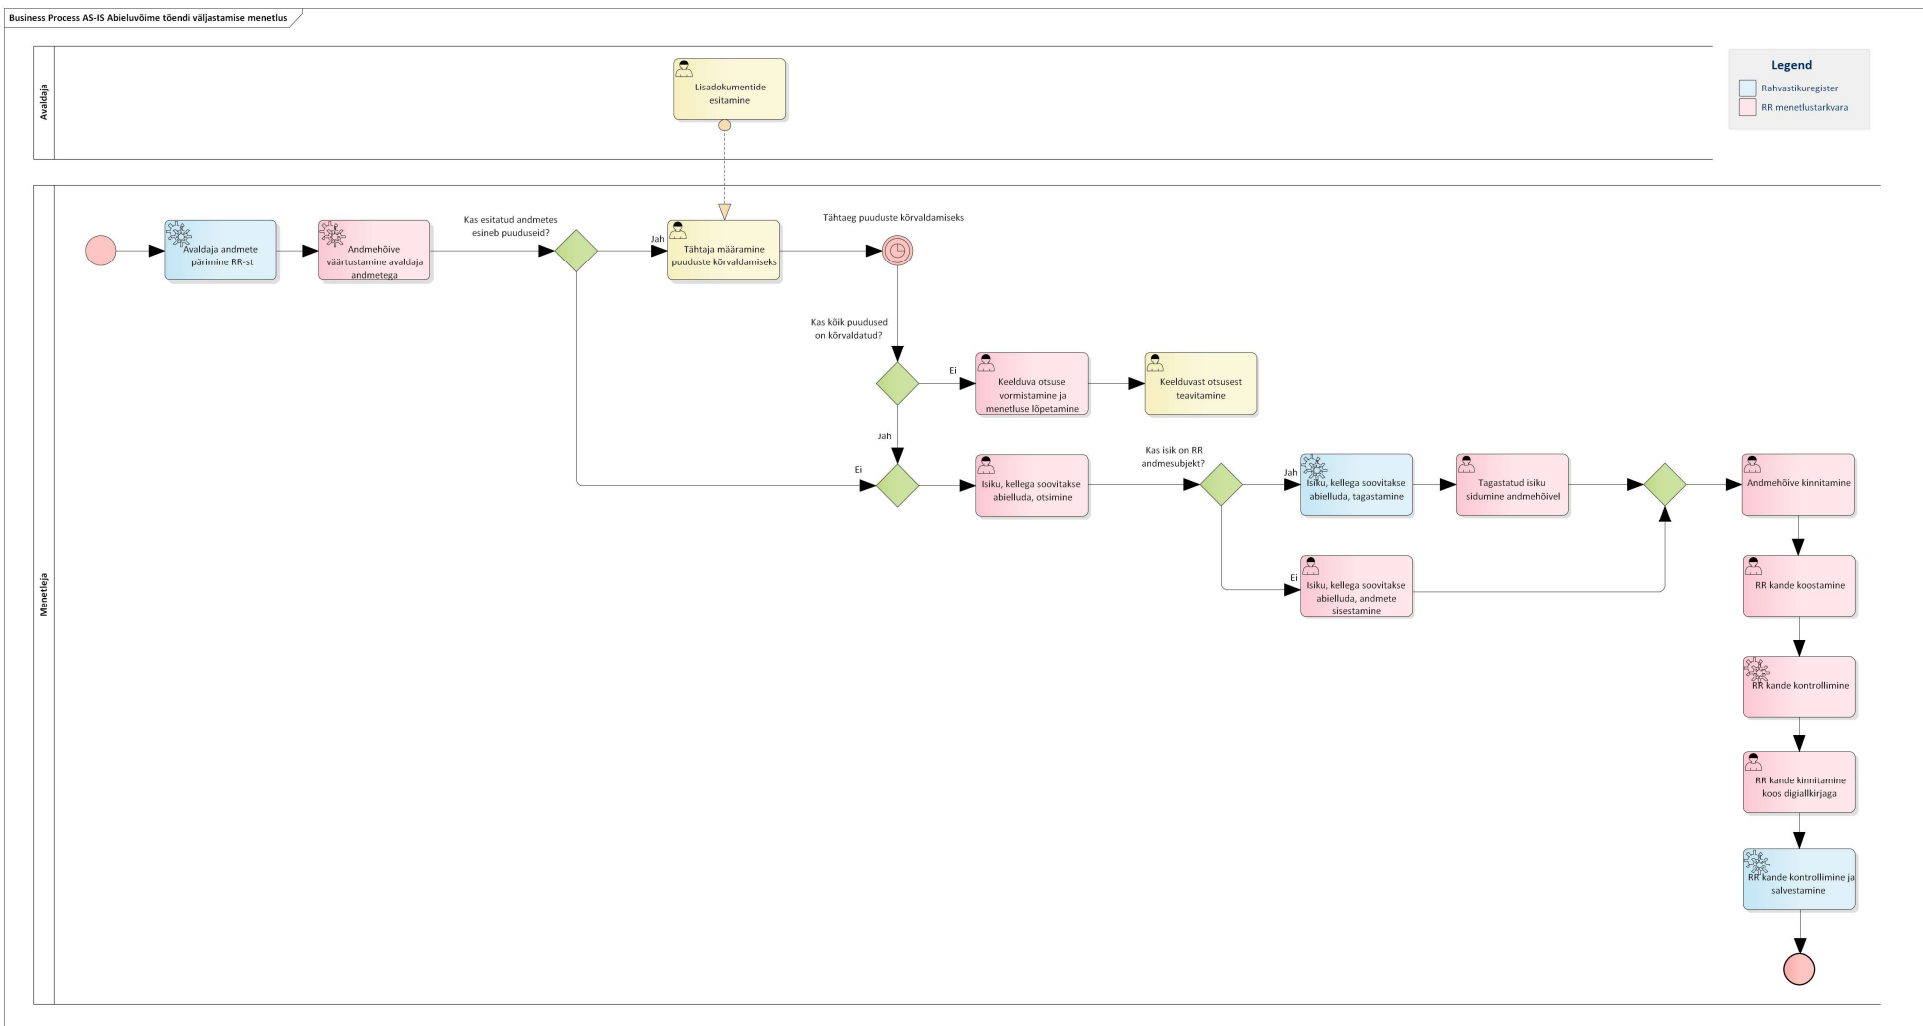 Business Process AS-IS Abieluvõime tõendi väljastamise menetlus
Avaldaja
Lisadokumentide
esitamine
Legend
Rahvastikuregister
RR menetlustarkvara
Menetleja
Avaldaja andmete
pärimine RR-st
Andmehõive
väärtustamine avaldaja
andmetega
Kas esitatud andmetes
esineb puuduseid?
Jah
Tähtaja määramine
puuduste kõrvaldamiseks
Tähtaeg puuduste kõrvaldamiseks
Kas kõik puudused
on kõrvaldatud?
Ei
Keelduva otsuse
vormistamine ja
menetluse lõpetamine
Keelduvast otsusest
teavitamine
Jah
Ei
Isiku, kellega soovitakse
abielluda, otsimine
Kas isik on RR
andmesubjekt?
Jah
Isiku, kellega soovitakse
abielluda, tagastamine
Tagastatud isiku
sidumine andmehõivel
Andmehõive kinnitamine
Ei
Isiku, kellega soovitakse
abielluda, andmete
sisestamine
RR kande koostamine
RR kande kontrollimine
RR kande kinnitamine
koos digiallkirjaga
RR kande kontrollimine ja
salvestamine